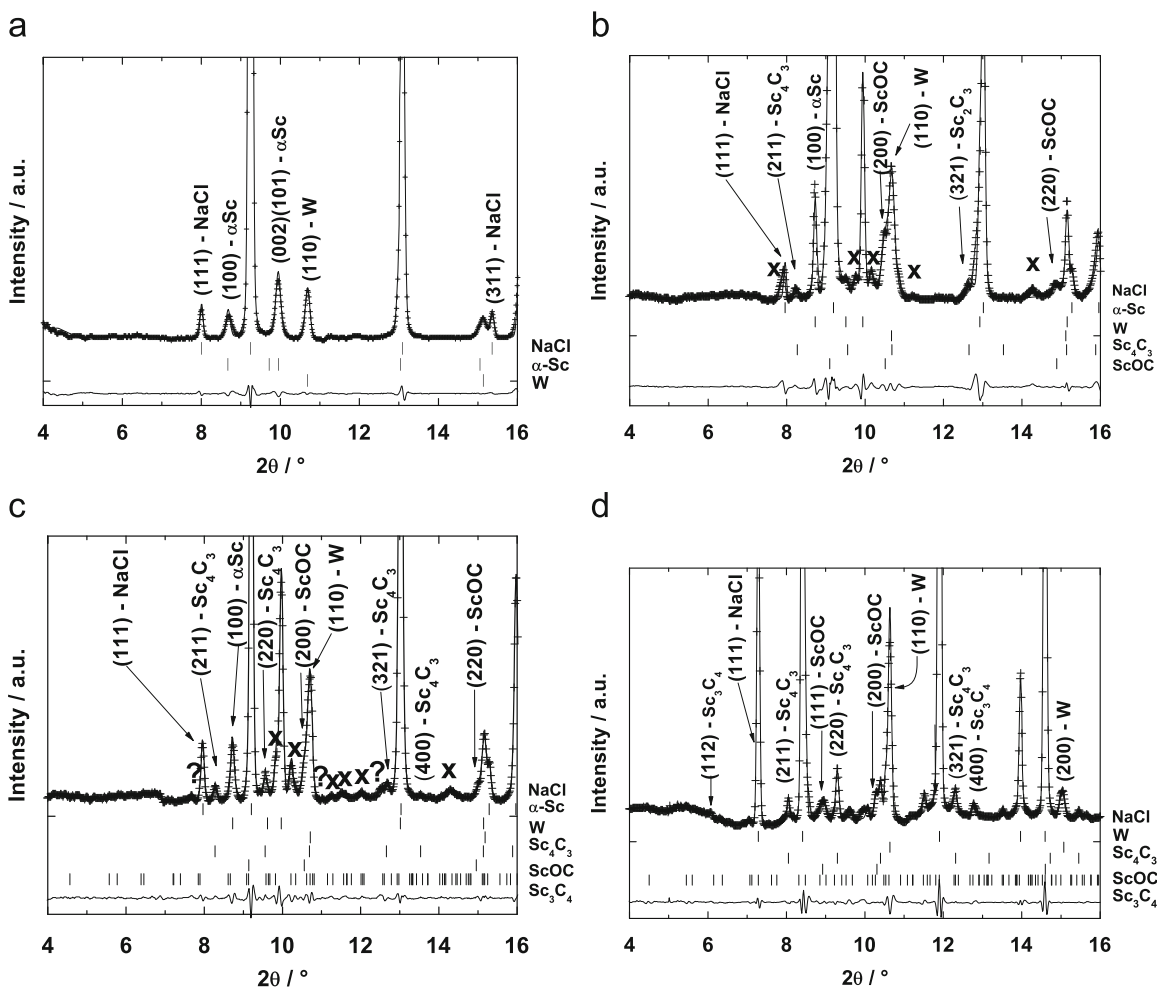 a
Intensity / a.u.
(111) - NaCl
(100) - αSc
(002)(101) - αSc
(110) - W
(311) - NaCl
NaCl
α-Sc
W
4 6 8 10 12 14 16
2θ / °
b
Intensity / a.u.
(111) - NaCl
(211) - Sc4C3
(100) - αSc
(200) - ScOC
(110) - W
(321) - Sc2C3
(220) - ScOC
x x x x x
NaCl
α-Sc
W
Sc4C3
ScOC
4 6 8 10 12 14 16
2θ / °
c
Intensity / a.u.
(111) - NaCl
(211) - Sc4C3
(100) - αSc
(220) - Sc4C3
(200) - ScOC
(110) - W
(321) - Sc4C3
(400) - Sc4C3
(220) - ScOC
? x x ? x x x ? x
NaCl
α-Sc
W
Sc4C3
ScOC
Sc3C4
4 6 8 10 12 14 16
2θ / °
d
Intensity / a.u.
(112) - Sc3C4
(111) - NaCl
(211) - Sc4C3
(111) - ScOC
(220) - Sc4C3
(200) - ScOC
(110) - W
(321) - Sc4C3
(400) - Sc3C4
(200) - W
NaCl
W
Sc4C3
ScOC
Sc3C4
4 6 8 10 12 14 16
2θ / °